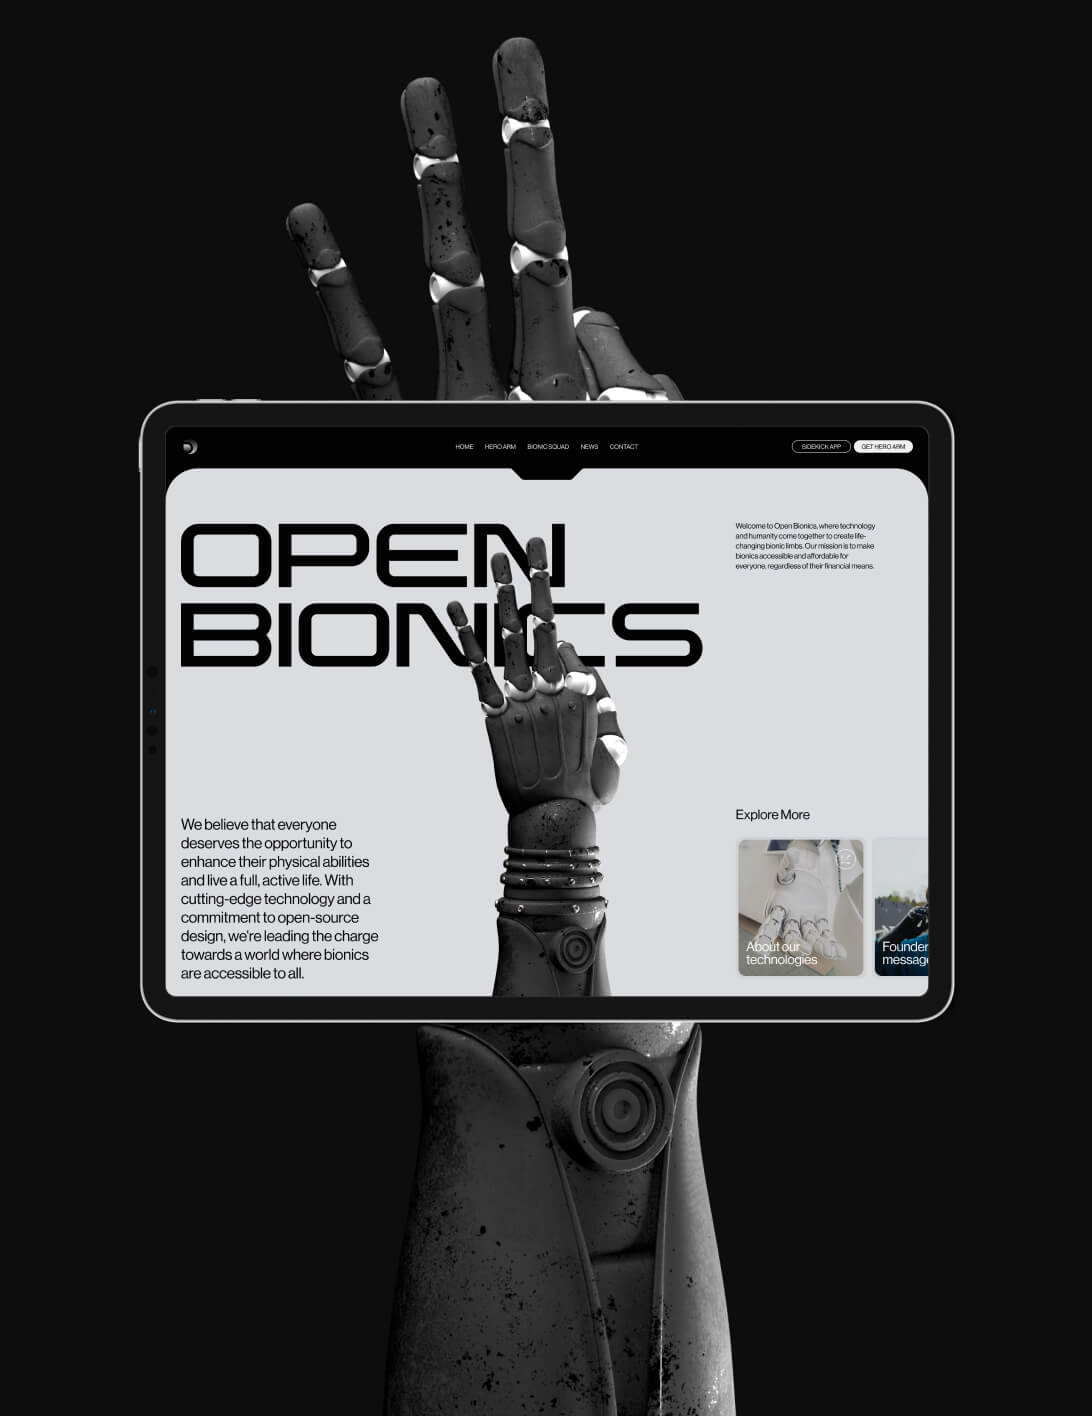 HOME HERO ARM BIONIC SQUAD NEWS CONTACT SIDEKICK APP GET HERO ARM
OPEN
BIONICS
Welcome to Open Bionics, where technology
and humanity come together to create life-
changing bionic limbs. Our mission is to make
bionics accessible and affordable for
everyone, regardless of their financial means.
We believe that everyone
deserves the opportunity to
enhance their physical abilities
and live a full, active life. With
cutting-edge technology and a
commitment to open-source
design, we're leading the charge
towards a world where bionics
are accessible to all.
Explore More
About our
technologies
Founder
message